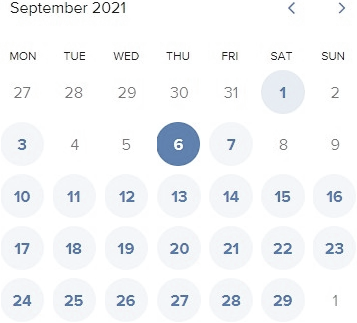 September 2021
MON TUE WED THU FRI SAT SUN
27 28 29 30 31 1 2
3 4 5 6 7 8 9
10 11 12 13 14 15 16
17 18 19 20 21 22 23
24 25 26 27 28 29 1